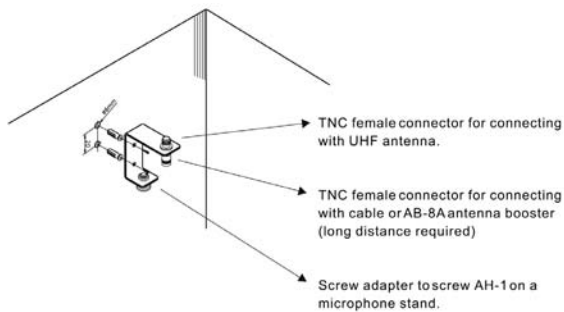 TNC female connector for connecting
with UHF antenna.
TNC female connector for connecting
with cable or AB-8A antenna booster
(long distance required)
Screw adapter to screw AH-1 on a
microphone stand.